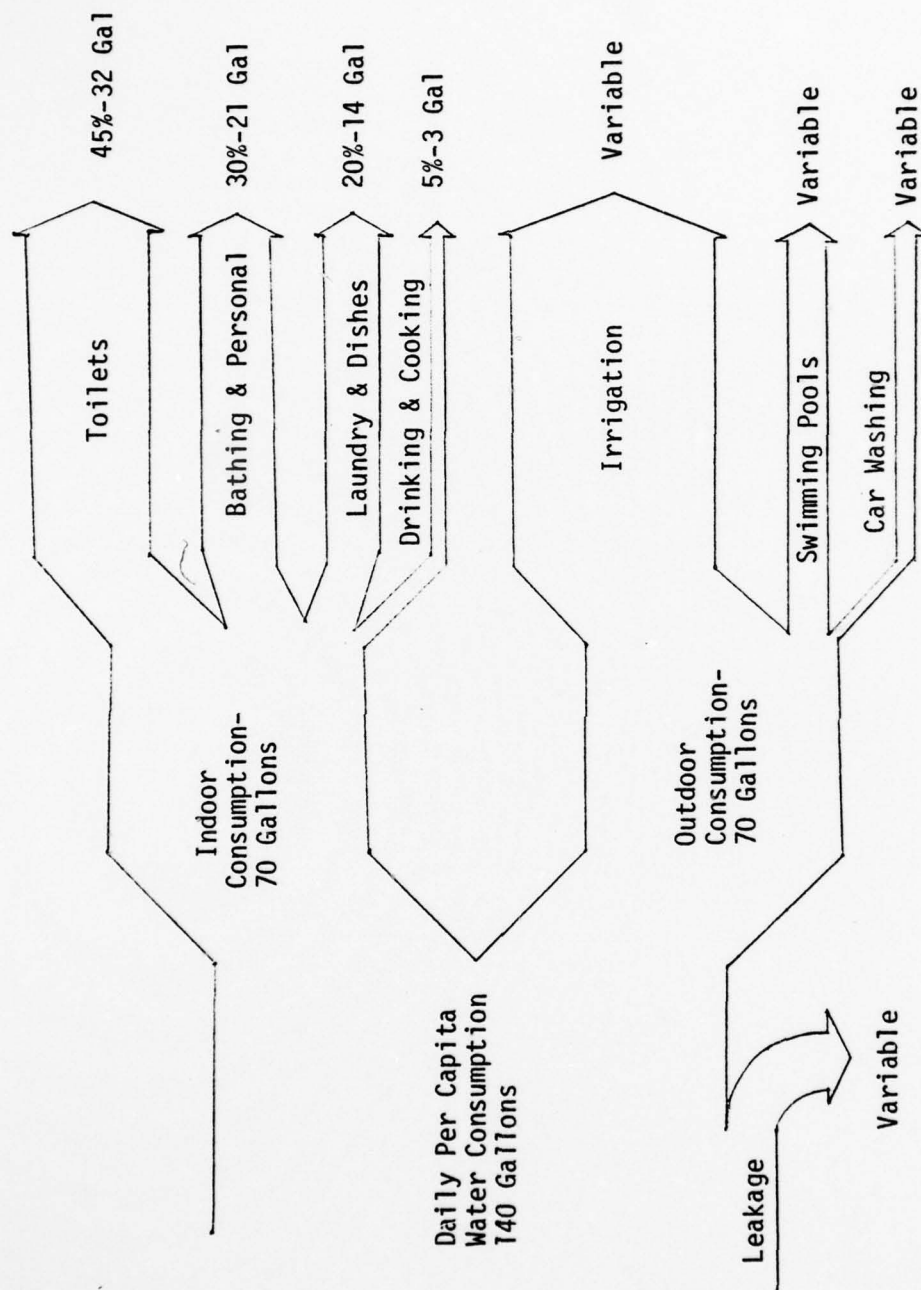 Toilets
45%-32 Gal
Bathing & Personal
30%-21 Gal
Indoor
Consumption-
70 Gallons
Laundry & Dishes
20%-14 Gal
Drinking & Cooking
5%-3 Gal
Daily Per Capita
Water Consumption
140 Gallons
Irrigation
Variable
Outdoor
Consumption-
70 Gallons
Swimming Pools
Variable
Car Washing
Variable
Leakage
Variable